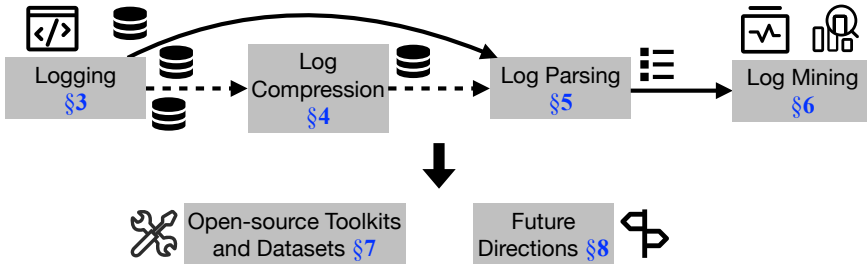 Logging
§3
Log
Compression
§4
Log Parsing
§5
Log Mining
§6
Open-source Toolkits
and Datasets §7
Future
Directions §8